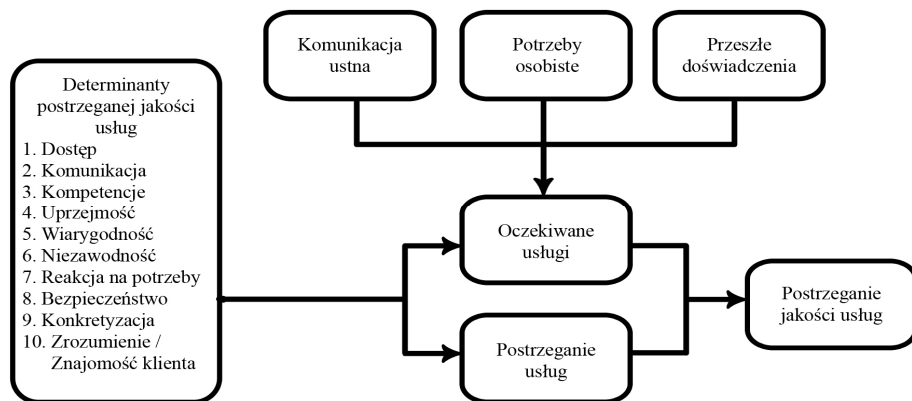 Komunikacja
ustna
Potrzeby
osobiste
Przeszłe
doświadczenia
Determinanty
postrzeganej jakości
usług
1. Dostęp
2. Komunikacja
3. Kompetencje
4. Uprzejmość
5. Wiarygodność
6. Niezawodność
7. Reakcja na potrzeby
8. Bezpieczeństwo
9. Konkretyzacja
10. Zrozumienie /
Znajomość klienta
Oczekiwane
usługi
Postrzeganie
usług
Postrzeganie
jakości usług